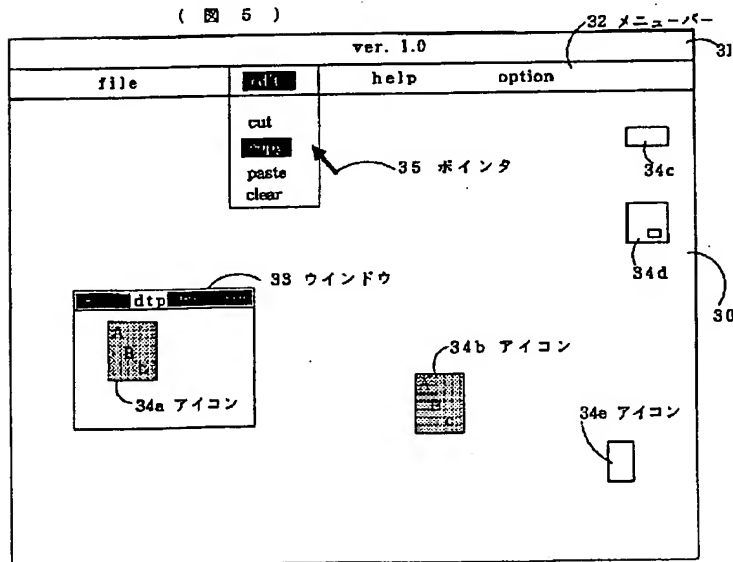 ( 図 5 )
32 メニューバー
ver. 1.0
31
file edit help option
cut
copy
35 ポインタ
paste
clear
34c
34d
33 ウインドウ
30
dtp
A
B
34b アイコン
34a アイコン
A
B
C
34e アイコン